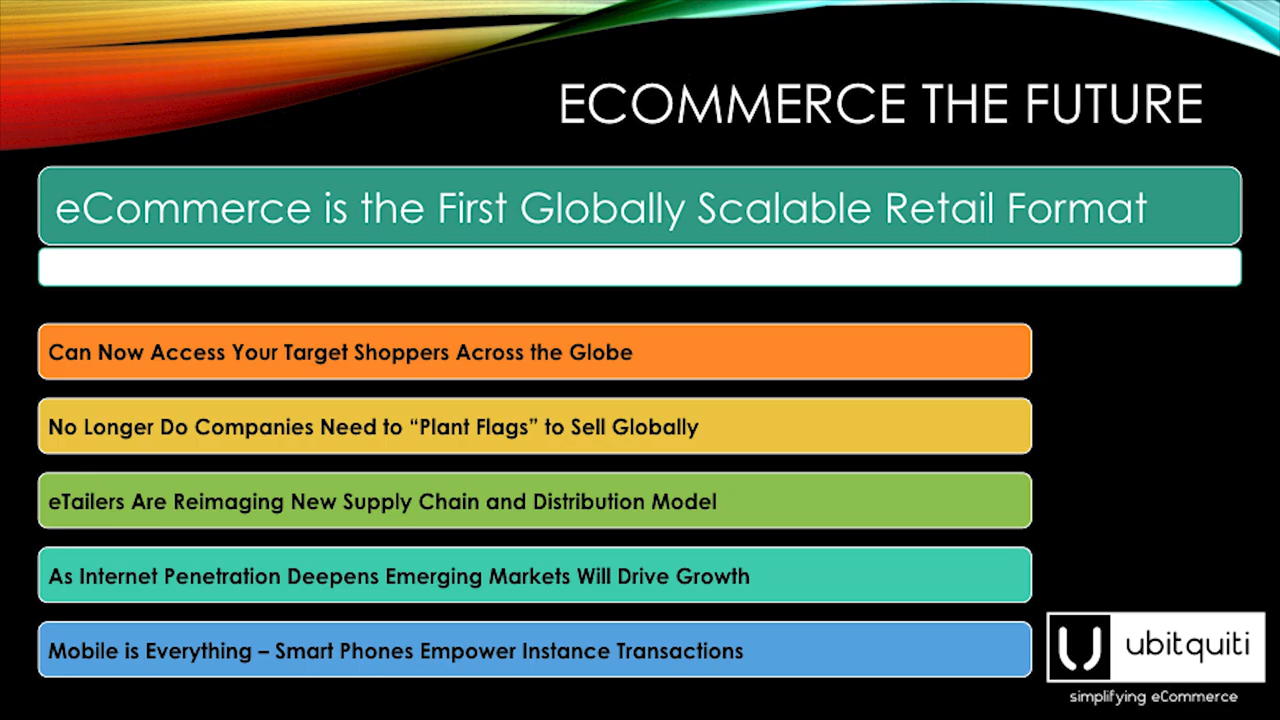 ECOMMERCE THE FUTURE
eCommerce is the First Globally Scalable Retail Format
Can Now Access Your Target Shoppers Across the Globe
No Longer Do Companies Need to “Plant Flags” to Sell Globally
eTailers Are Reimaging New Supply Chain and Distribution Model
As Internet Penetration Deepens Emerging Markets Will Drive Growth
Mobile is Everything – Smart Phones Empower Instance Transactions
ubitquiti
simplifying eCommerce